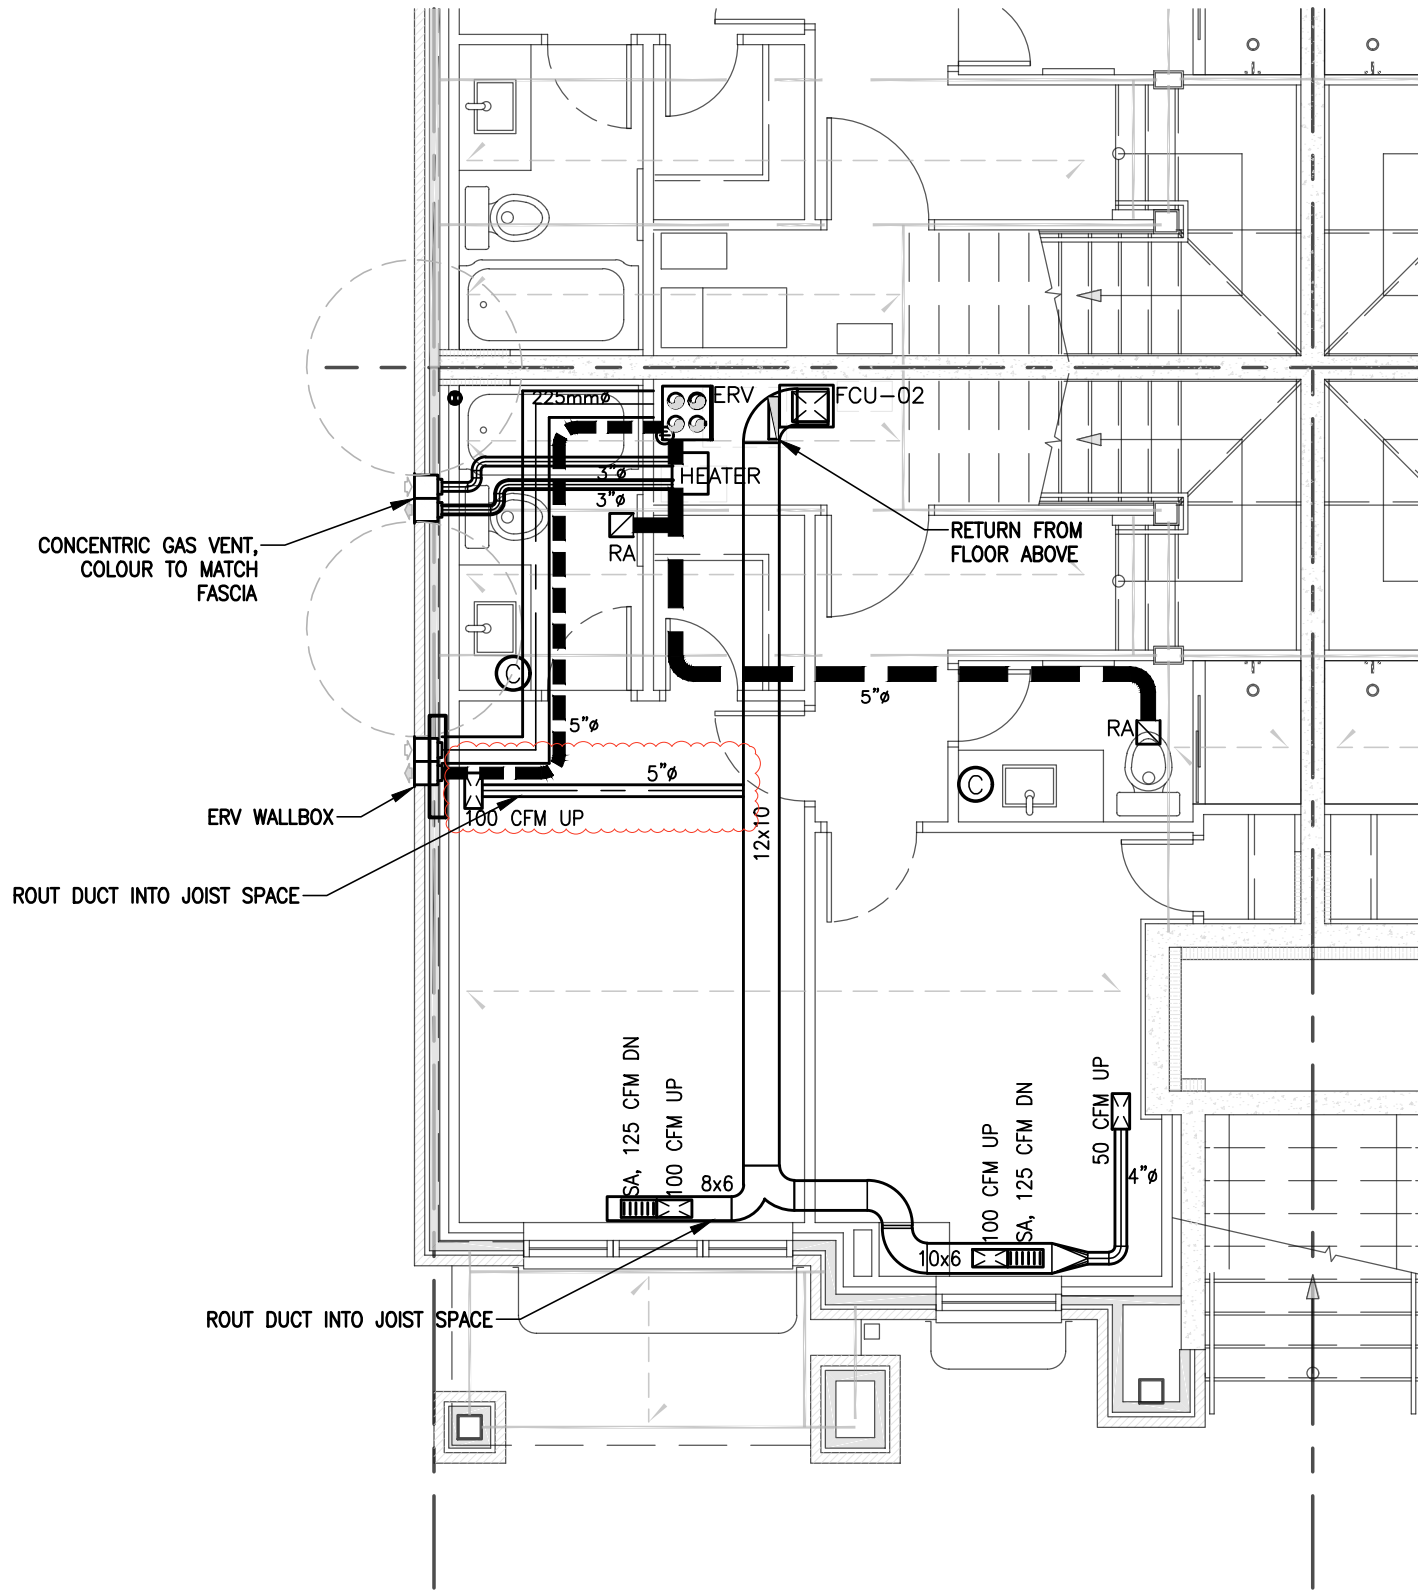 225mmø
ERV
FCU-02
3"ø
HEATER
3"ø
RA
CONCENTRIC GAS VENT,
COLOUR TO MATCH
FASCIA
RETURN FROM
FLOOR ABOVE
C
5"ø
5"ø
RA
C
5"ø
100 CFM UP
ERV WALLBOX
12x10
ROUT DUCT INTO JOIST SPACE
SA, 125 CFM DN
100 CFM UP
8x6
100 CFM UP
SA, 125 CFM DN
50 CFM UP
4"ø
10x6
ROUT DUCT INTO JOIST SPACE